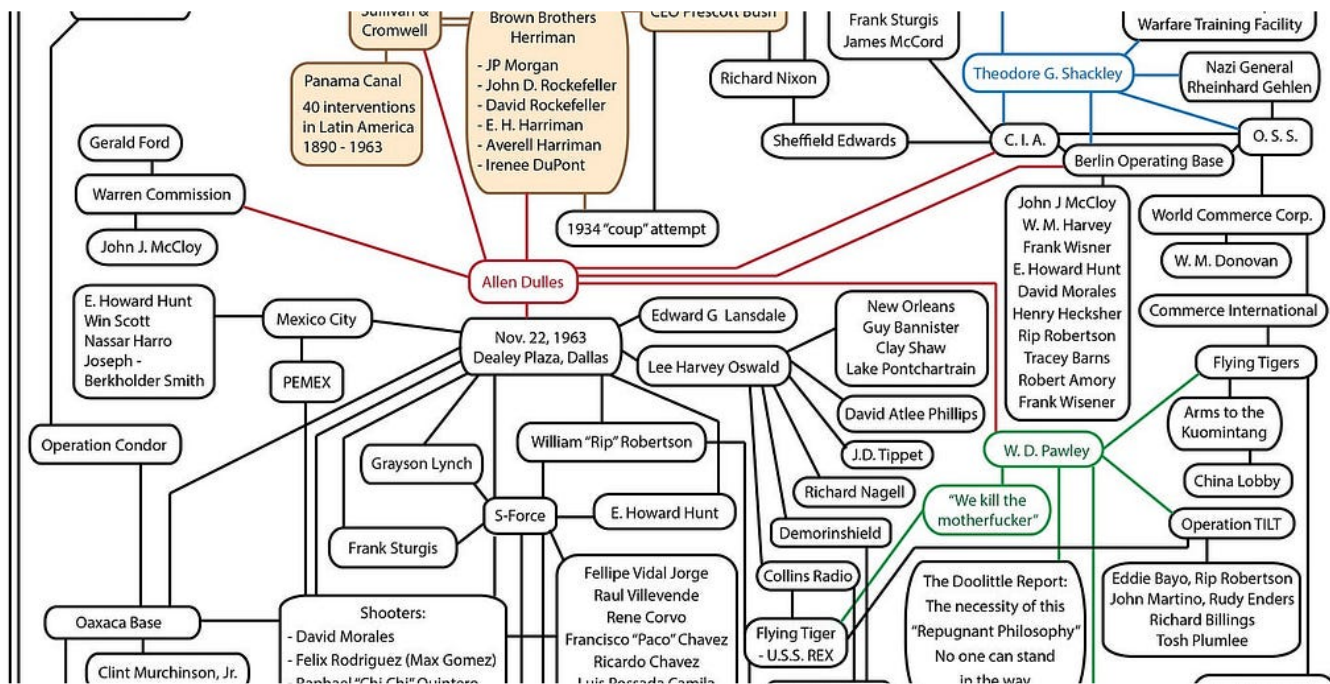 Sullivan &
Cromwell
Brown Brothers
Herriman
- JP Morgan
- John D. Rockefeller
- David Rockefeller
- E. H. Harriman
- Averell Harriman
- Irenee DuPont
CEO Prescott Bush
Frank Sturgis
James McCord
Warfare Training Facility
Panama Canal
40 interventions
in Latin America
1890 - 1963
Richard Nixon
Theodore G. Shackley
Nazi General
Rheinhard Gehlen
Gerald Ford
Sheffield Edwards
C. I. A.
O. S. S.
Berlin Operating Base
Warren Commission
John J. McCloy
1934 "coup" attempt
John J McCloy
W. M. Harvey
Frank Wisner
E. Howard Hunt
David Morales
Henry Hecksher
Rip Robertson
Tracey Barns
Robert Amory
Frank Wisener
World Commerce Corp.
W. M. Donovan
Allen Dulles
E. Howard Hunt
Win Scott
Nassar Harro
Joseph -
Berkholder Smith
Mexico City
PEMEX
Nov. 22, 1963
Dealey Plaza, Dallas
Edward G Lansdale
Lee Harvey Oswald
New Orleans
Guy Bannister
Clay Shaw
Lake Pontchartrain
Commerce International
Flying Tigers
David Atlee Phillips
Arms to the
Kuomintang
Operation Condor
Grayson Lynch
William "Rip" Robertson
J.D. Tippet
W. D. Pawley
China Lobby
Richard Nagell
"We kill the
motherfucker"
S-Force
E. Howard Hunt
Operation TILT
Frank Sturgis
Demorinshield
Collins Radio
Fellipe Vidal Jorge
Raul Villevende
Rene Corvo
Francisco "Paco" Chavez
Ricardo Chavez
Luis Possada Camila
The Doolittle Report:
The necessity of this
"Repugnant Philosophy"
No one can stand
in the way
Eddie Bayo, Rip Robertson
John Martino, Rudy Enders
Richard Billings
Tosh Plumlee
Oaxaca Base
Shooters:
- David Morales
- Felix Rodriguez (Max Gomez)
- Raphael "Chi Chi" Quintero
Flying Tiger
- U.S.S. REX
Clint Murchinson, Jr.